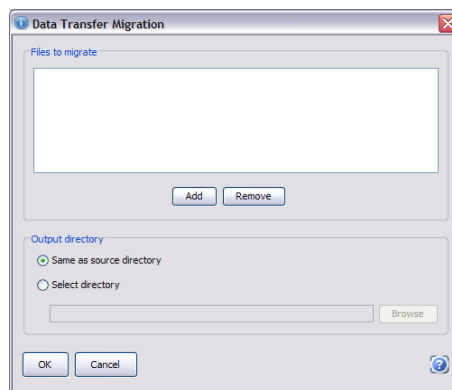 Data Transfer Migration
Files to migrate
Add Remove
Output directory
Same as source directory
Select directory
Browse
OK Cancel